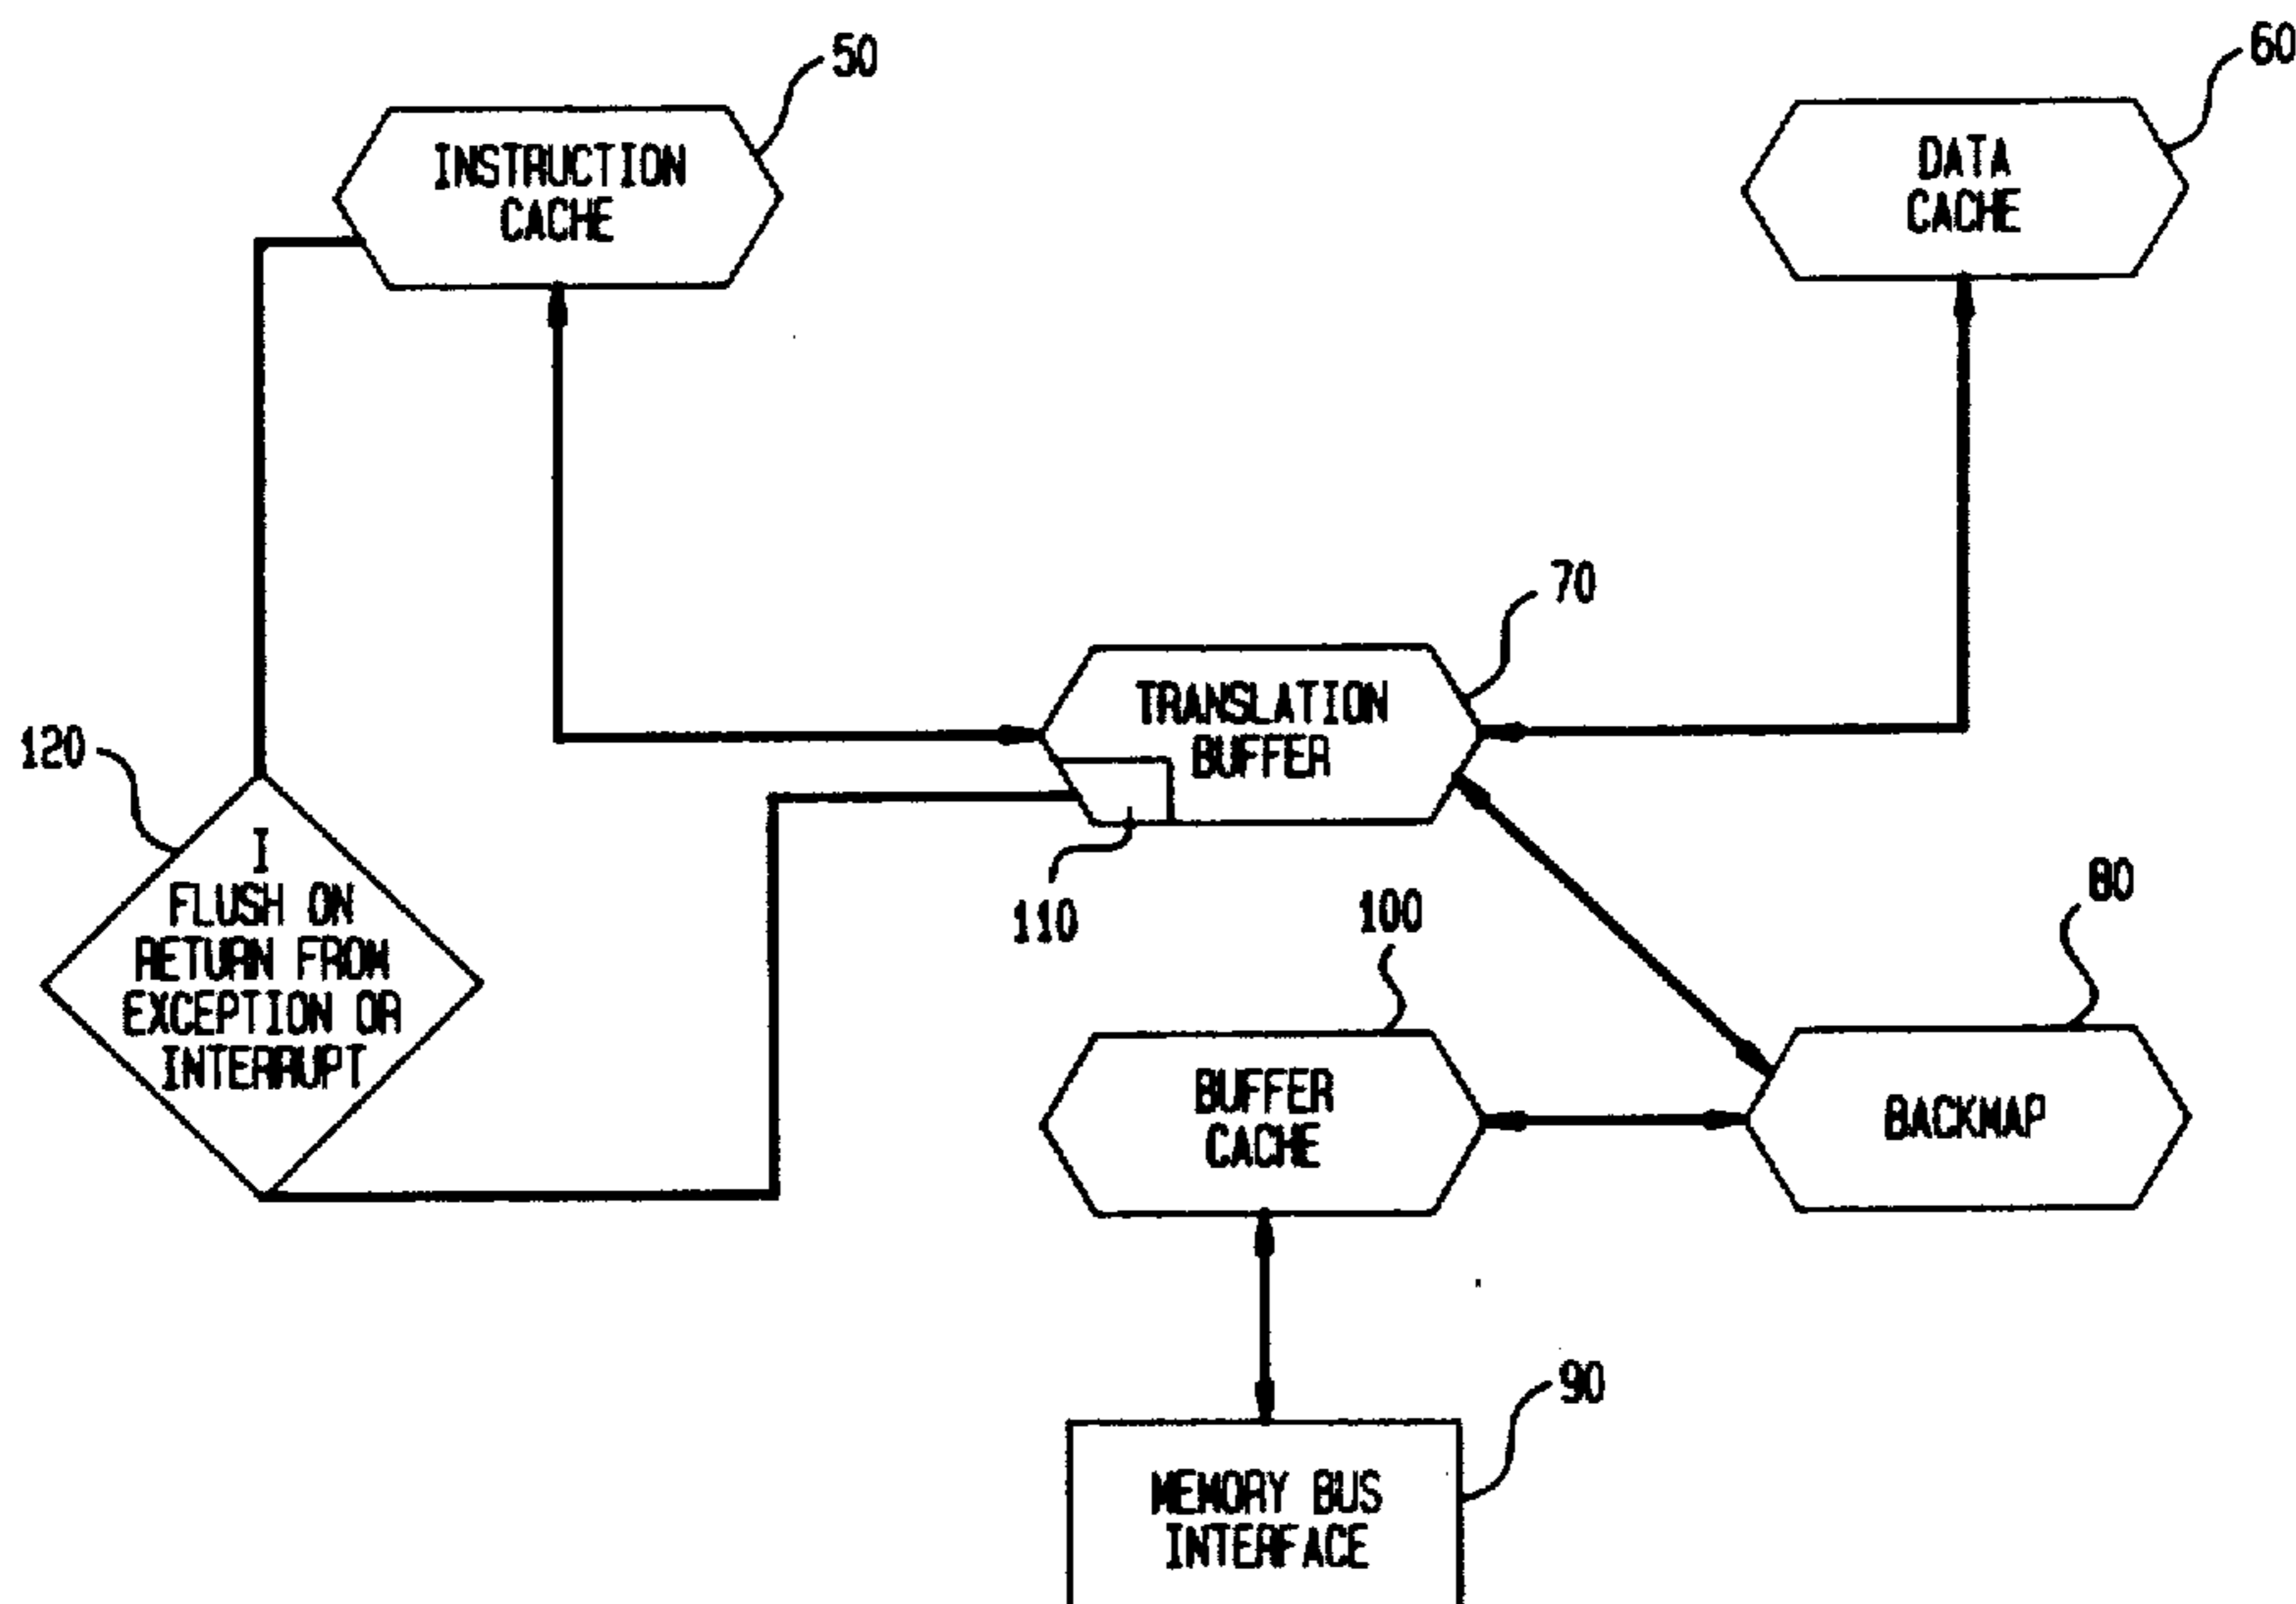 50
60
INSTRUCTION
CACHE
DATA
CACHE
70
TRANSLATION
BUFFER
120
110
I
FLUSH ON
RETURN FROM
EXCEPTION OR
INTERRUPT
100
80
BUFFER
CACHE
BACKMAP
90
MEMORY BUS
INTERFACE